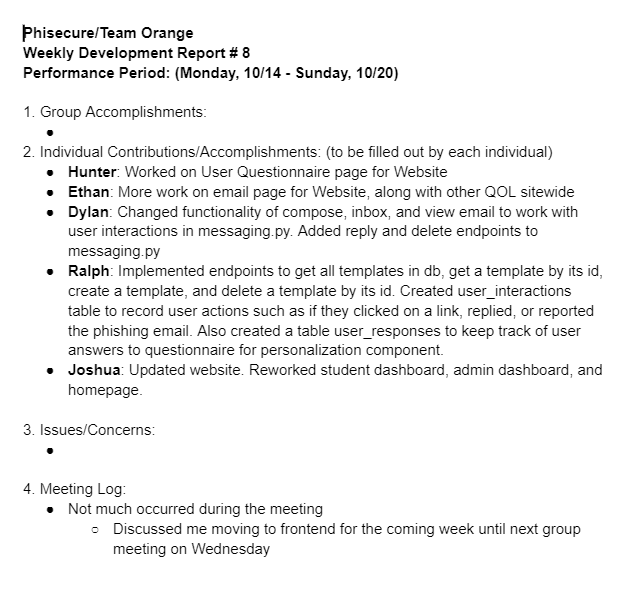 Phisecure/Team Orange
Weekly Development Report # 8
Performance Period: (Monday, 10/14 - Sunday, 10/20)
1. Group Accomplishments:
●
2. Individual Contributions/Accomplishments: (to be filled out by each individual)
● Hunter: Worked on User Questionnaire page for Website
● Ethan: More work on email page for Website, along with other QOL sitewide
● Dylan: Changed functionality of compose, inbox, and view email to work with
user interactions in messaging.py. Added reply and delete endpoints to
messaging.py
● Ralph: Implemented endpoints to get all templates in db, get a template by its id,
create a template, and delete a template by its id. Created user_interactions
table to record user actions such as if they clicked on a link, replied, or reported
the phishing email. Also created a table user_responses to keep track of user
answers to questionnaire for personalization component.
● Joshua: Updated website. Reworked student dashboard, admin dashboard, and
homepage.
3. Issues/Concerns:
●
4. Meeting Log:
● Not much occurred during the meeting
○ Discussed me moving to frontend for the coming week until next group
meeting on Wednesday